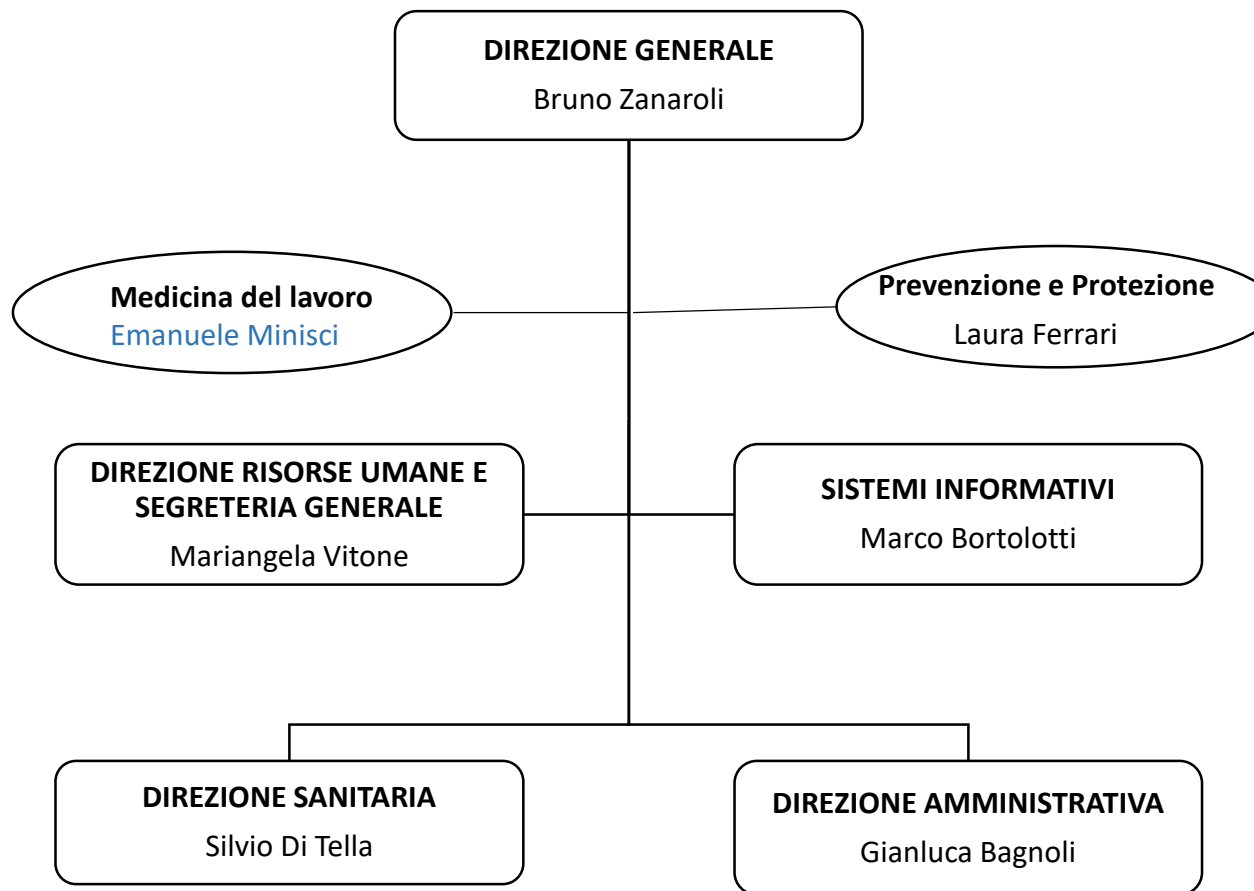 DIREZIONE GENERALE
Bruno Zanaroli
Medicina del lavoro
Emanuele Minisci
Prevenzione e Protezione
Laura Ferrari
DIREZIONE RISORSE UMANE E
SEGRETERIA GENERALE
Mariangela Vitone
SISTEMI INFORMATIVI
Marco Bortolotti
DIREZIONE SANITARIA
Silvio Di Tella
DIREZIONE AMMINISTRATIVA
Gianluca Bagnoli